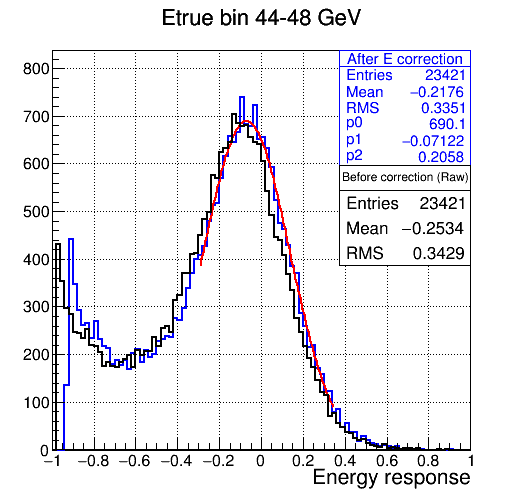 Etrue bin 44-48 GeV
After E correction
Entries 23421
Mean −0.2176
RMS 0.3351
p0 690.1
p1 −0.07122
p2 0.2058
Before correction (Raw)
Entries 23421
Mean −0.2534
RMS 0.3429
800
700
600
500
400
300
200
100
0
−1 −0.8 −0.6 −0.4 −0.2 0 0.2 0.4 0.6 0.8 1
Energy response